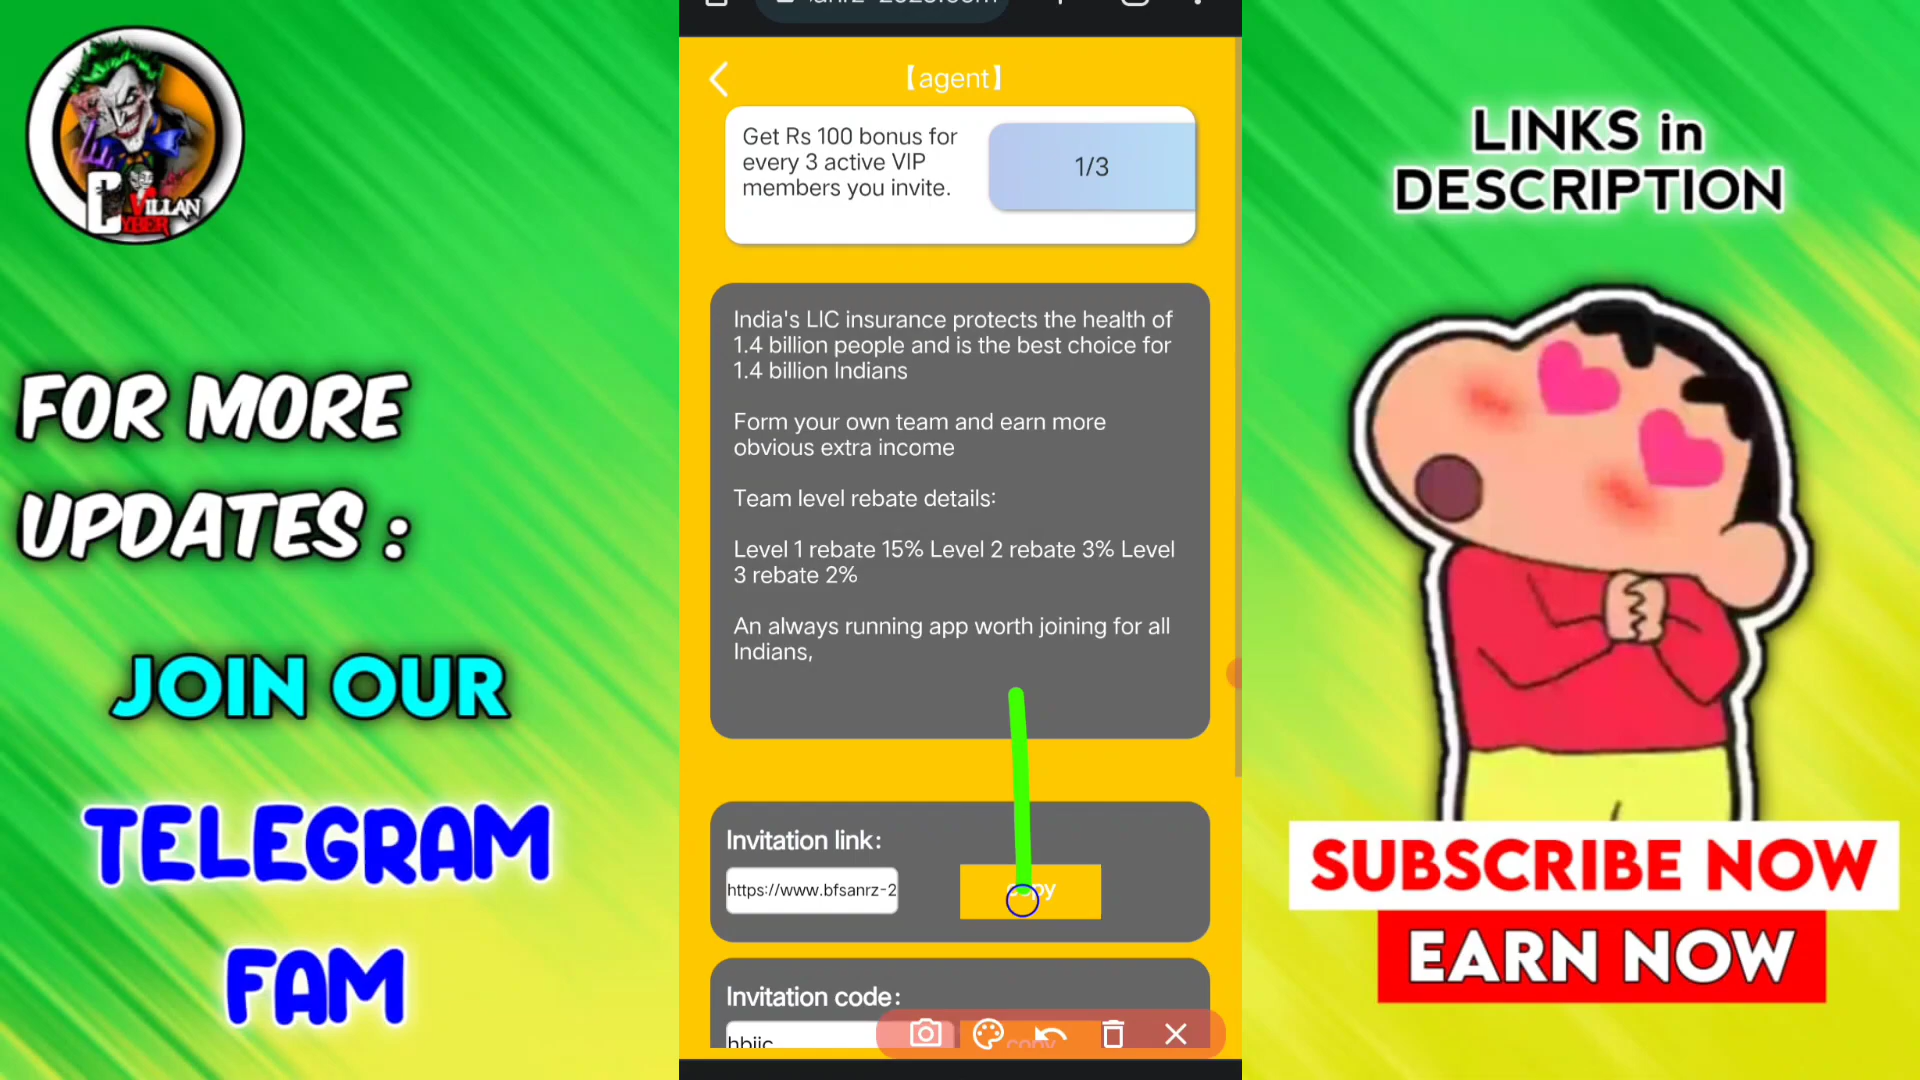 VILLAN
CYBER
FOR MORE
UPDATES :
JOIN OUR
TELEGRAM
FAM
【agent】
Get Rs 100 bonus for
every 3 active VIP
members you invite.
1/3
India's LIC insurance protects the health of
1.4 billion people and is the best choice for
1.4 billion Indians
Form your own team and earn more
obvious extra income
Team level rebate details:
Level 1 rebate 15% Level 2 rebate 3% Level
3 rebate 2%
An always running app worth joining for all
Indians,
Invitation link:
https://www.bfsanrz-2
copy
Invitation code:
copy
LINKS in
DESCRIPTION
SUBSCRIBE NOW
EARN NOW